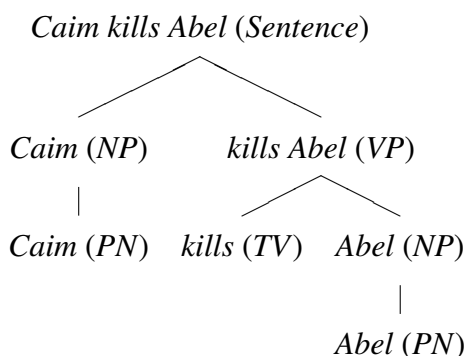 Caim kills Abel (Sentence)
Caim (NP) kills Abel (VP)
Caim (PN) kills (TV) Abel (NP)
Abel (PN)